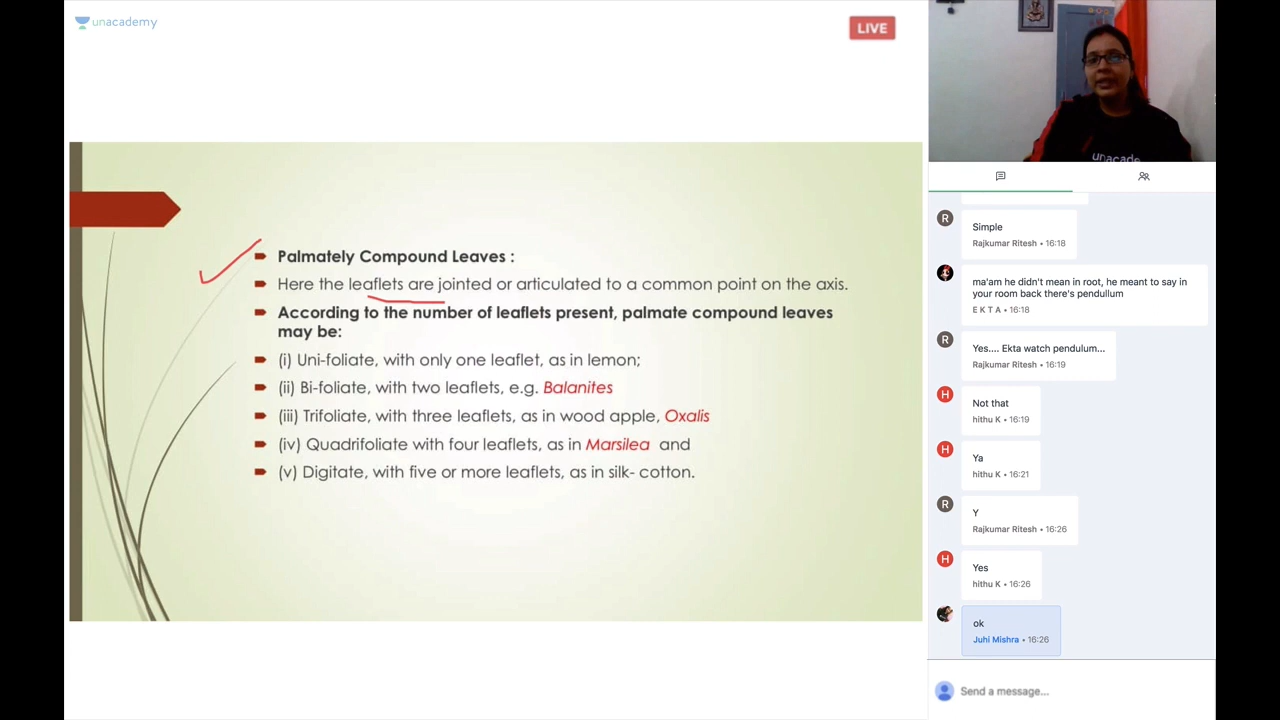 unacademy
LIVE
Palmately Compound Leaves :
Here the leaflets are jointed or articulated to a common point on the axis.
According to the number of leaflets present, palmate compound leaves
may be:
(i) Uni-foliate, with only one leaflet, as in lemon;
(ii) Bi-foliate, with two leaflets, e.g. Balanites
(iii) Trifoliate, with three leaflets, as in wood apple, Oxalis
(iv) Quadrifoliate with four leaflets, as in Marsilea and
(v) Digitate, with five or more leaflets, as in silk- cotton.
unacade
R
Simple
Rajkumar Ritesh • 16:18
ma'am he didn't mean in root, he meant to say in
your room back there's pendullum
E K T A • 16:18
R
Yes.... Ekta watch pendulum...
Rajkumar Ritesh • 16:19
H
Not that
hithu K • 16:19
H
Ya
hithu K • 16:21
R
Y
Rajkumar Ritesh • 16:26
H
Yes
hithu K • 16:26
ok
Juhi Mishra • 16:26
Send a message...